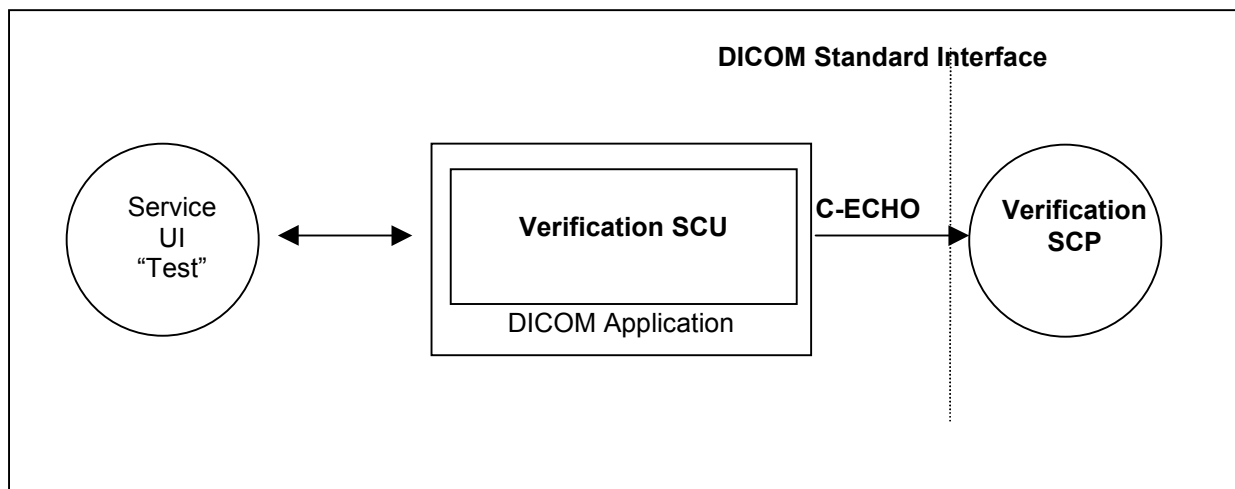 DICOM Standard Interface
Service
UI
“Test”
Verification SCU
DICOM Application
C-ECHO
Verification
SCP